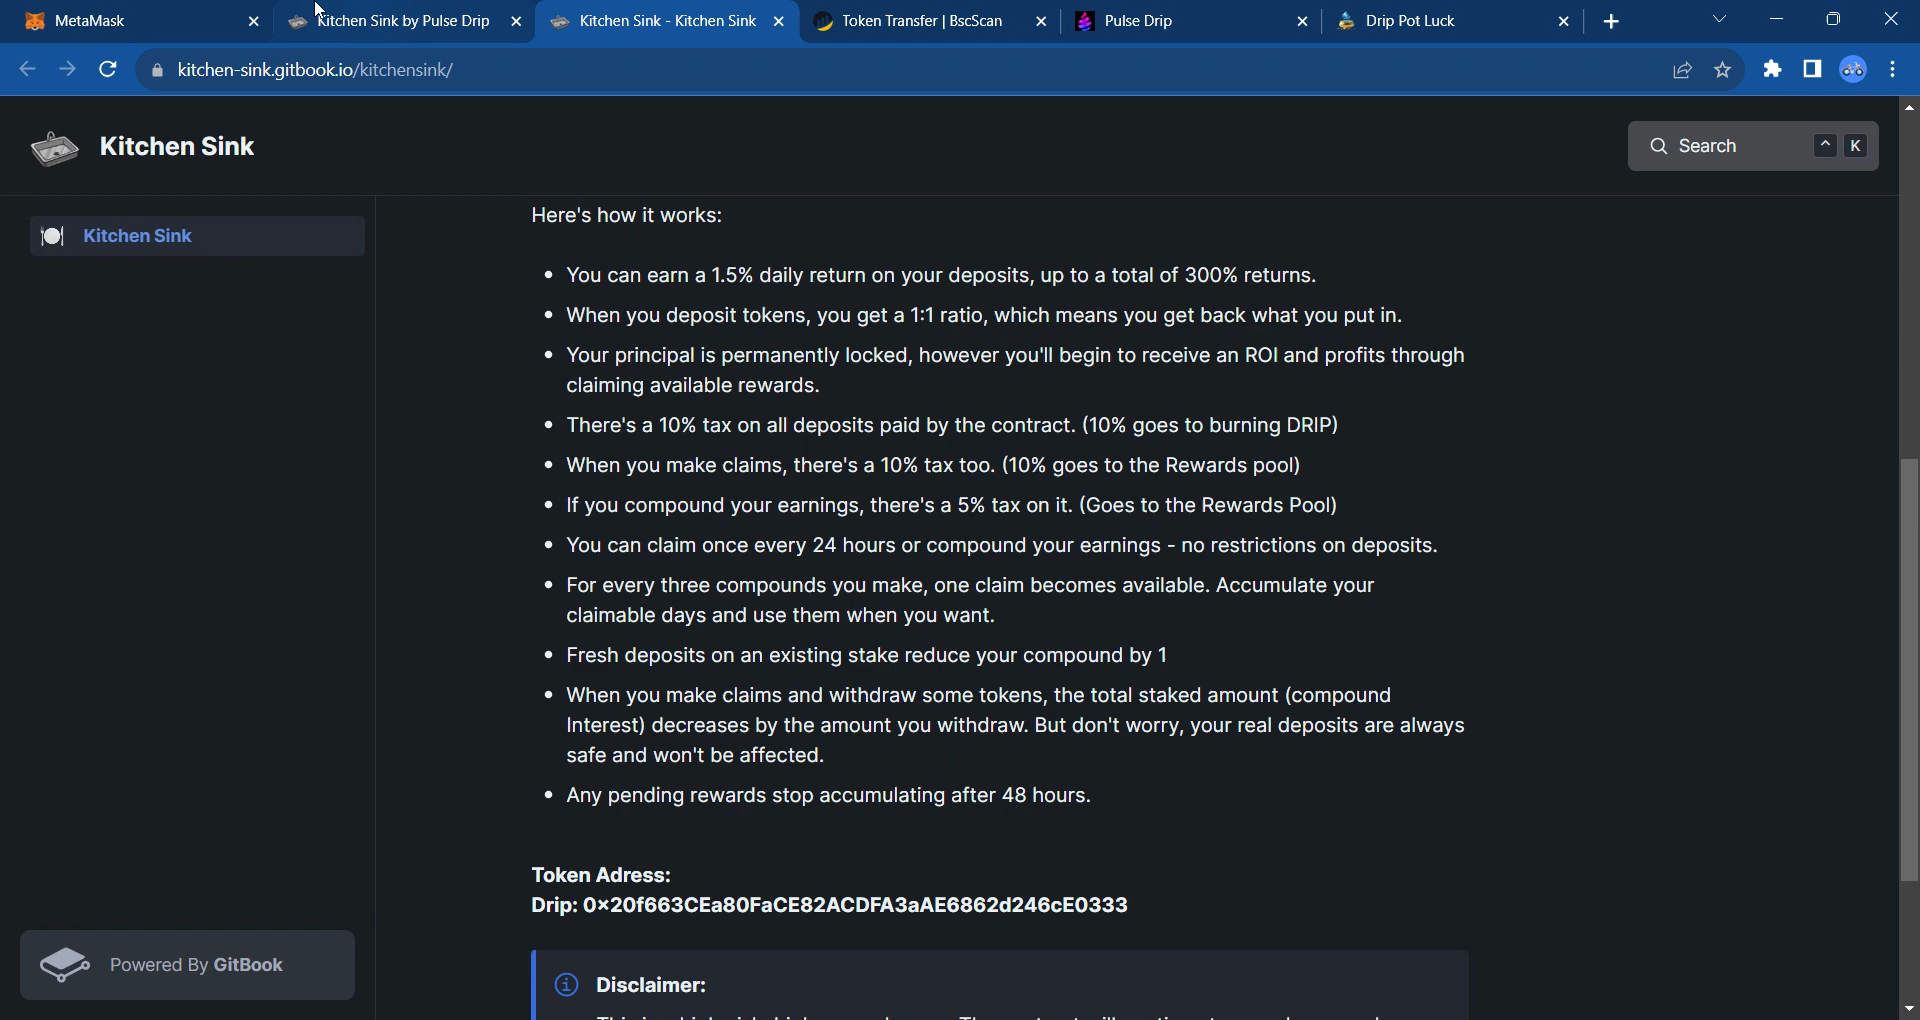 MetaMask
Kitchen Sink by Pulse Drip
Kitchen Sink - Kitchen Sink
Token Transfer | BscScan
Pulse Drip
Drip Pot Luck
kitchen-sink.gitbook.io/kitchensink/
Kitchen Sink
Search
^ K
Kitchen Sink
Here's how it works:
• You can earn a 1.5% daily return on your deposits, up to a total of 300% returns.
• When you deposit tokens, you get a 1:1 ratio, which means you get back what you put in.
• Your principal is permanently locked, however you'll begin to receive an ROI and profits through
claiming available rewards.
• There's a 10% tax on all deposits paid by the contract. (10% goes to burning DRIP)
• When you make claims, there's a 10% tax too. (10% goes to the Rewards pool)
• If you compound your earnings, there's a 5% tax on it. (Goes to the Rewards Pool)
• You can claim once every 24 hours or compound your earnings - no restrictions on deposits.
• For every three compounds you make, one claim becomes available. Accumulate your
claimable days and use them when you want.
• Fresh deposits on an existing stake reduce your compound by 1
• When you make claims and withdraw some tokens, the total staked amount (compound
Interest) decreases by the amount you withdraw. But don't worry, your real deposits are always
safe and won't be affected.
• Any pending rewards stop accumulating after 48 hours.
Token Adress:
Drip: 0×20f663CEa80FaCE82ACDFA3aAE6862d246cE0333
Powered By GitBook
Disclaimer: